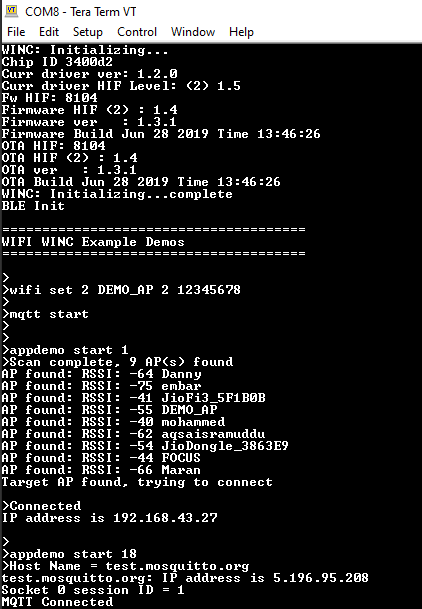 COM8 - Tera Term VT
File Edit Setup Control Window Help
WINC: Initializing...
Chip ID 3400d2
Curr driver ver: 1.2.0
Curr driver HIF Level: (2) 1.5
Fw HIF: 8104
Firmware HIF (2) : 1.4
Firmware ver : 1.3.1
Firmware Build Jun 28 2019 Time 13:46:26
OTA HIF: 8104
OTA HIF (2) : 1.4
OTA ver : 1.3.1
OTA Build Jun 28 2019 Time 13:46:26
WINC: Initializing...complete
BLE Init
=======================================
WIFI WINC Example Demos
=======================================
>
>wifi set 2 DEMO_AP 2 12345678
>
>mqtt start
>
>
>appdemo start 1
>Scan complete, 9 AP(s) found
AP found: RSSI: -64 Danny
AP found: RSSI: -75 embar
AP found: RSSI: -41 JioFi3_5F1B0B
AP found: RSSI: -55 DEMO_AP
AP found: RSSI: -40 mohammed
AP found: RSSI: -62 aqsaisramuddu
AP found: RSSI: -54 JioDongle_3863E9
AP found: RSSI: -44 FOCUS
AP found: RSSI: -66 Maran
Target AP found, trying to connect
>Connected
IP address is 192.168.43.27
>
>appdemo start 18
>Host Name = test.mosquitto.org
test.mosquitto.org: IP address is 5.196.95.208
Socket 0 session ID = 1
MQTT Connected